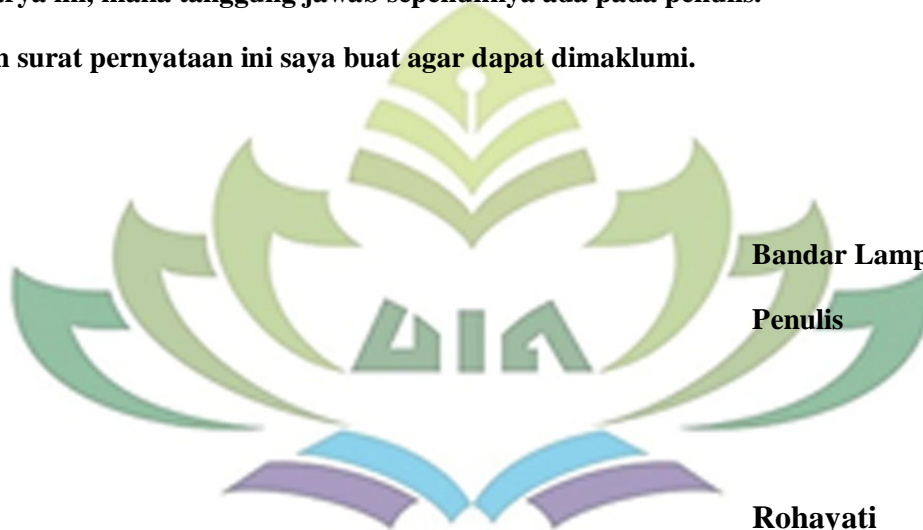 ini, maka tanggung jawab sepenuhnya ada pada penulis.
surat pernyataan ini saya buat agar dapat dimaklumi.
Bandar
Penulis
UIN
Rohayati